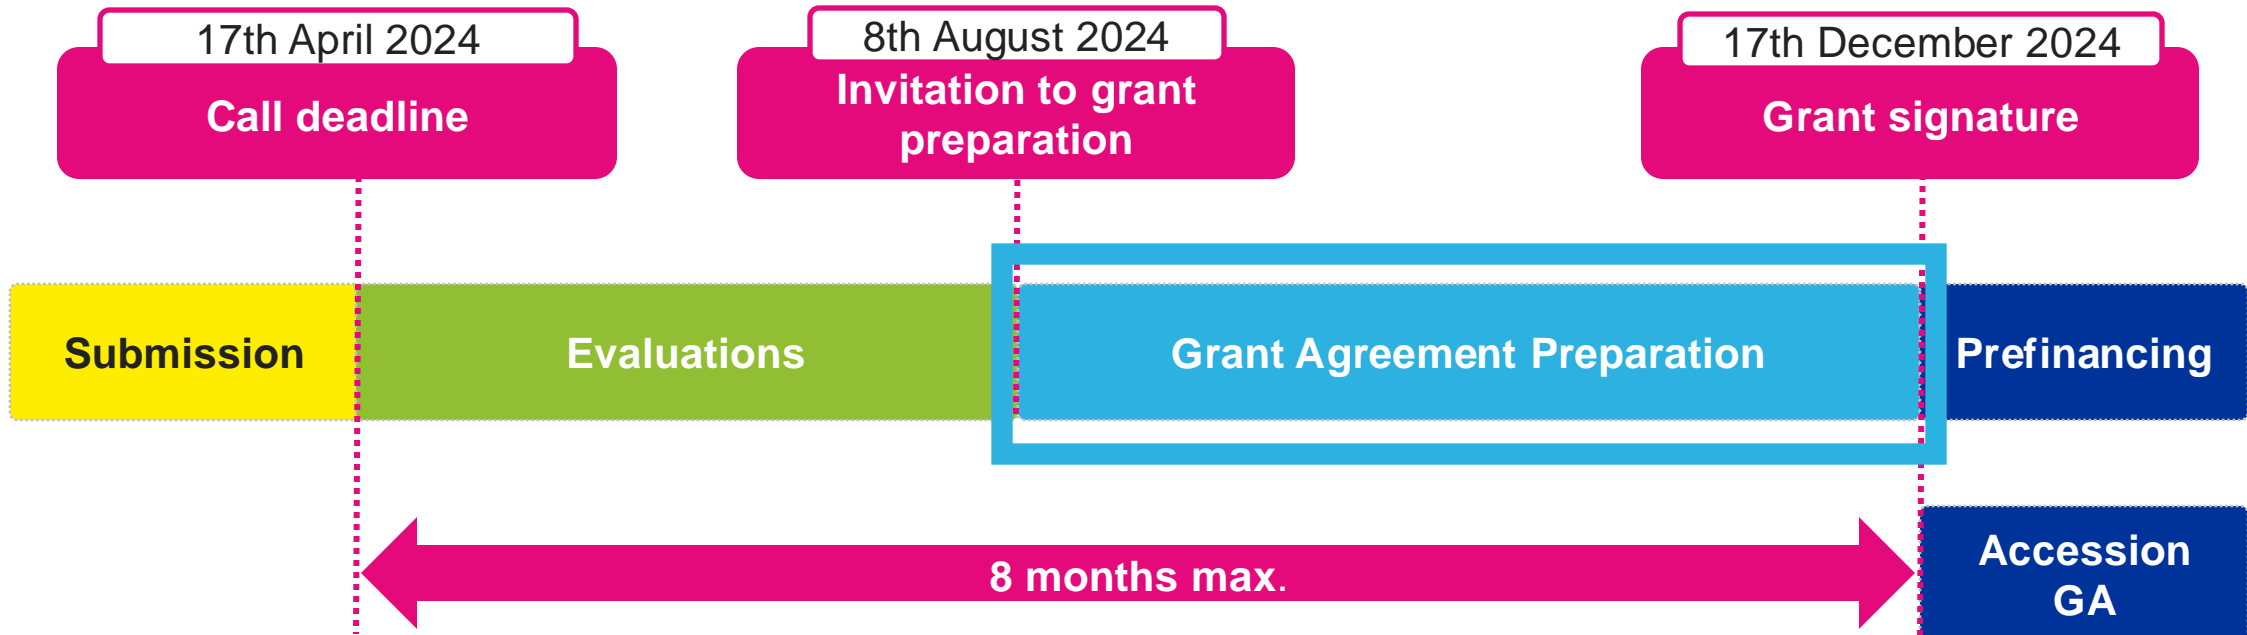 17th April 2024
8th August 2024
17th December 2024
Call deadline
Invitation to grant
preparation
Grant signature
Submission
Evaluations
Grant Agreement Preparation
Prefinancing
8 months max.
Accession
GA